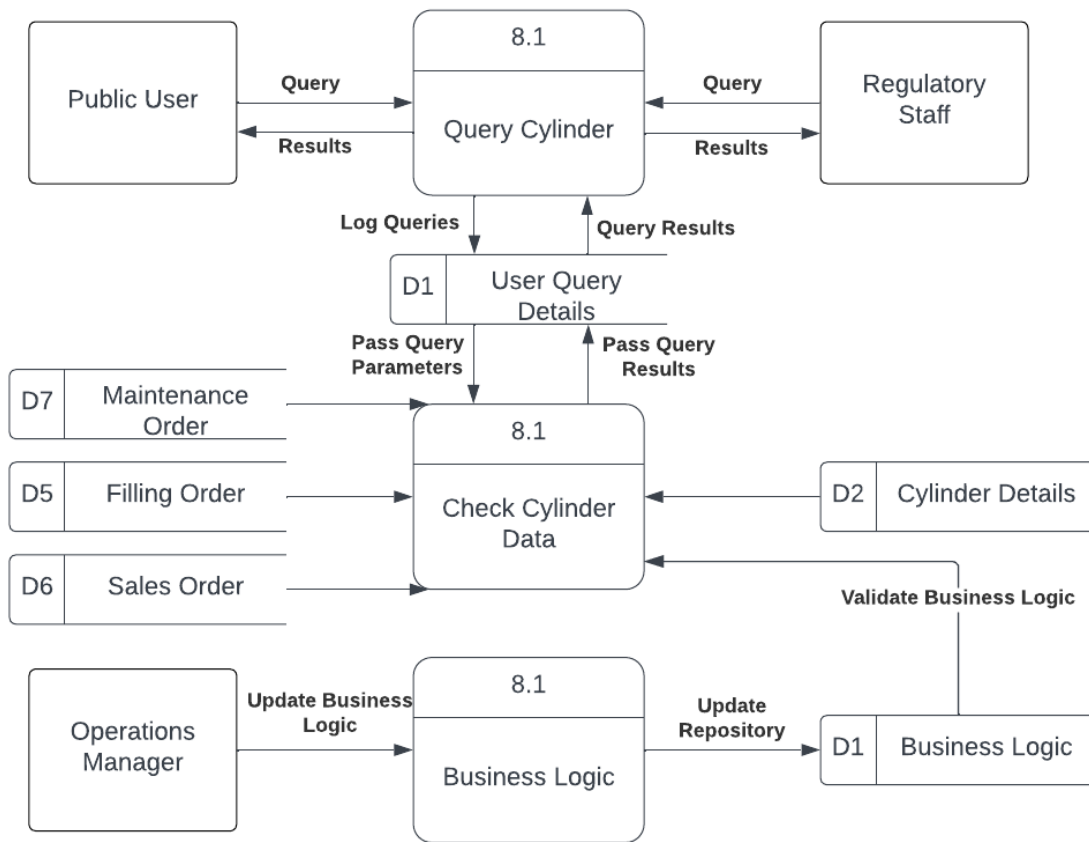 8.1
Public User
Query
Results
Query Cylinder
Query
Results
Regulatory
Staff
Log Queries
Query Results
D1
User Query
Details
Pass Query
Parameters
Pass Query
Results
D7
Maintenance
Order
8.1
D5
Filling Order
Check Cylinder
Data
D2
Cylinder Details
D6
Sales Order
Validate Business Logic
Operations
Manager
Update Business
Logic
8.1
Business Logic
Update
Repository
D1
Business Logic